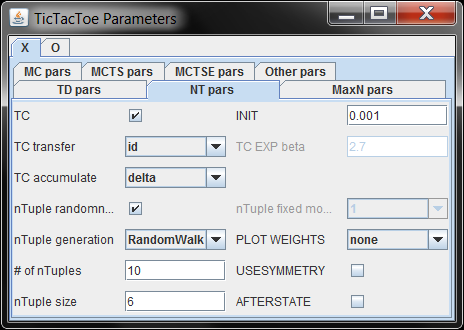 TicTacToe Parameters
X O
MC pars MCTS pars MCTSE pars Other pars
TD pars NT pars MaxN pars
TC INIT 0.001
TC transfer id TC EXP beta 2.7
TC accumulate delta
nTuple randomn... nTuple fixed mo... 1
nTuple generation RandomWalk PLOT WEIGHTS none
# of nTuples 10 USESYMMETRY
nTuple size 6 AFTERSTATE